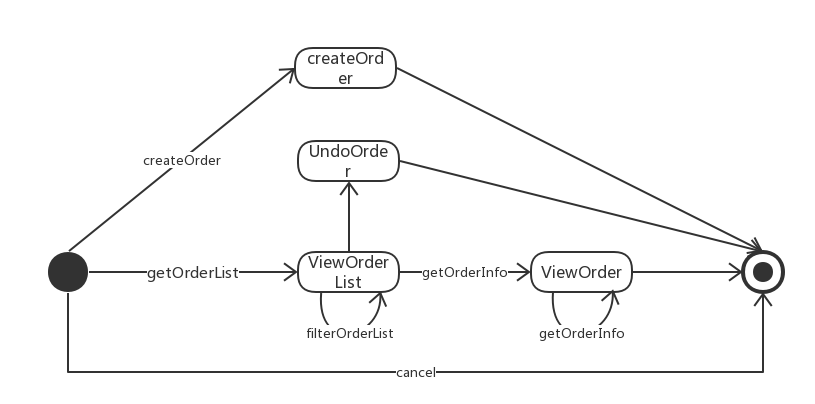 createOrd
er
createOrder
UndoOrde
r
getOrderList
ViewOrder
List
getOrderInfo
ViewOrder
filterOrderList
getOrderInfo
cancel